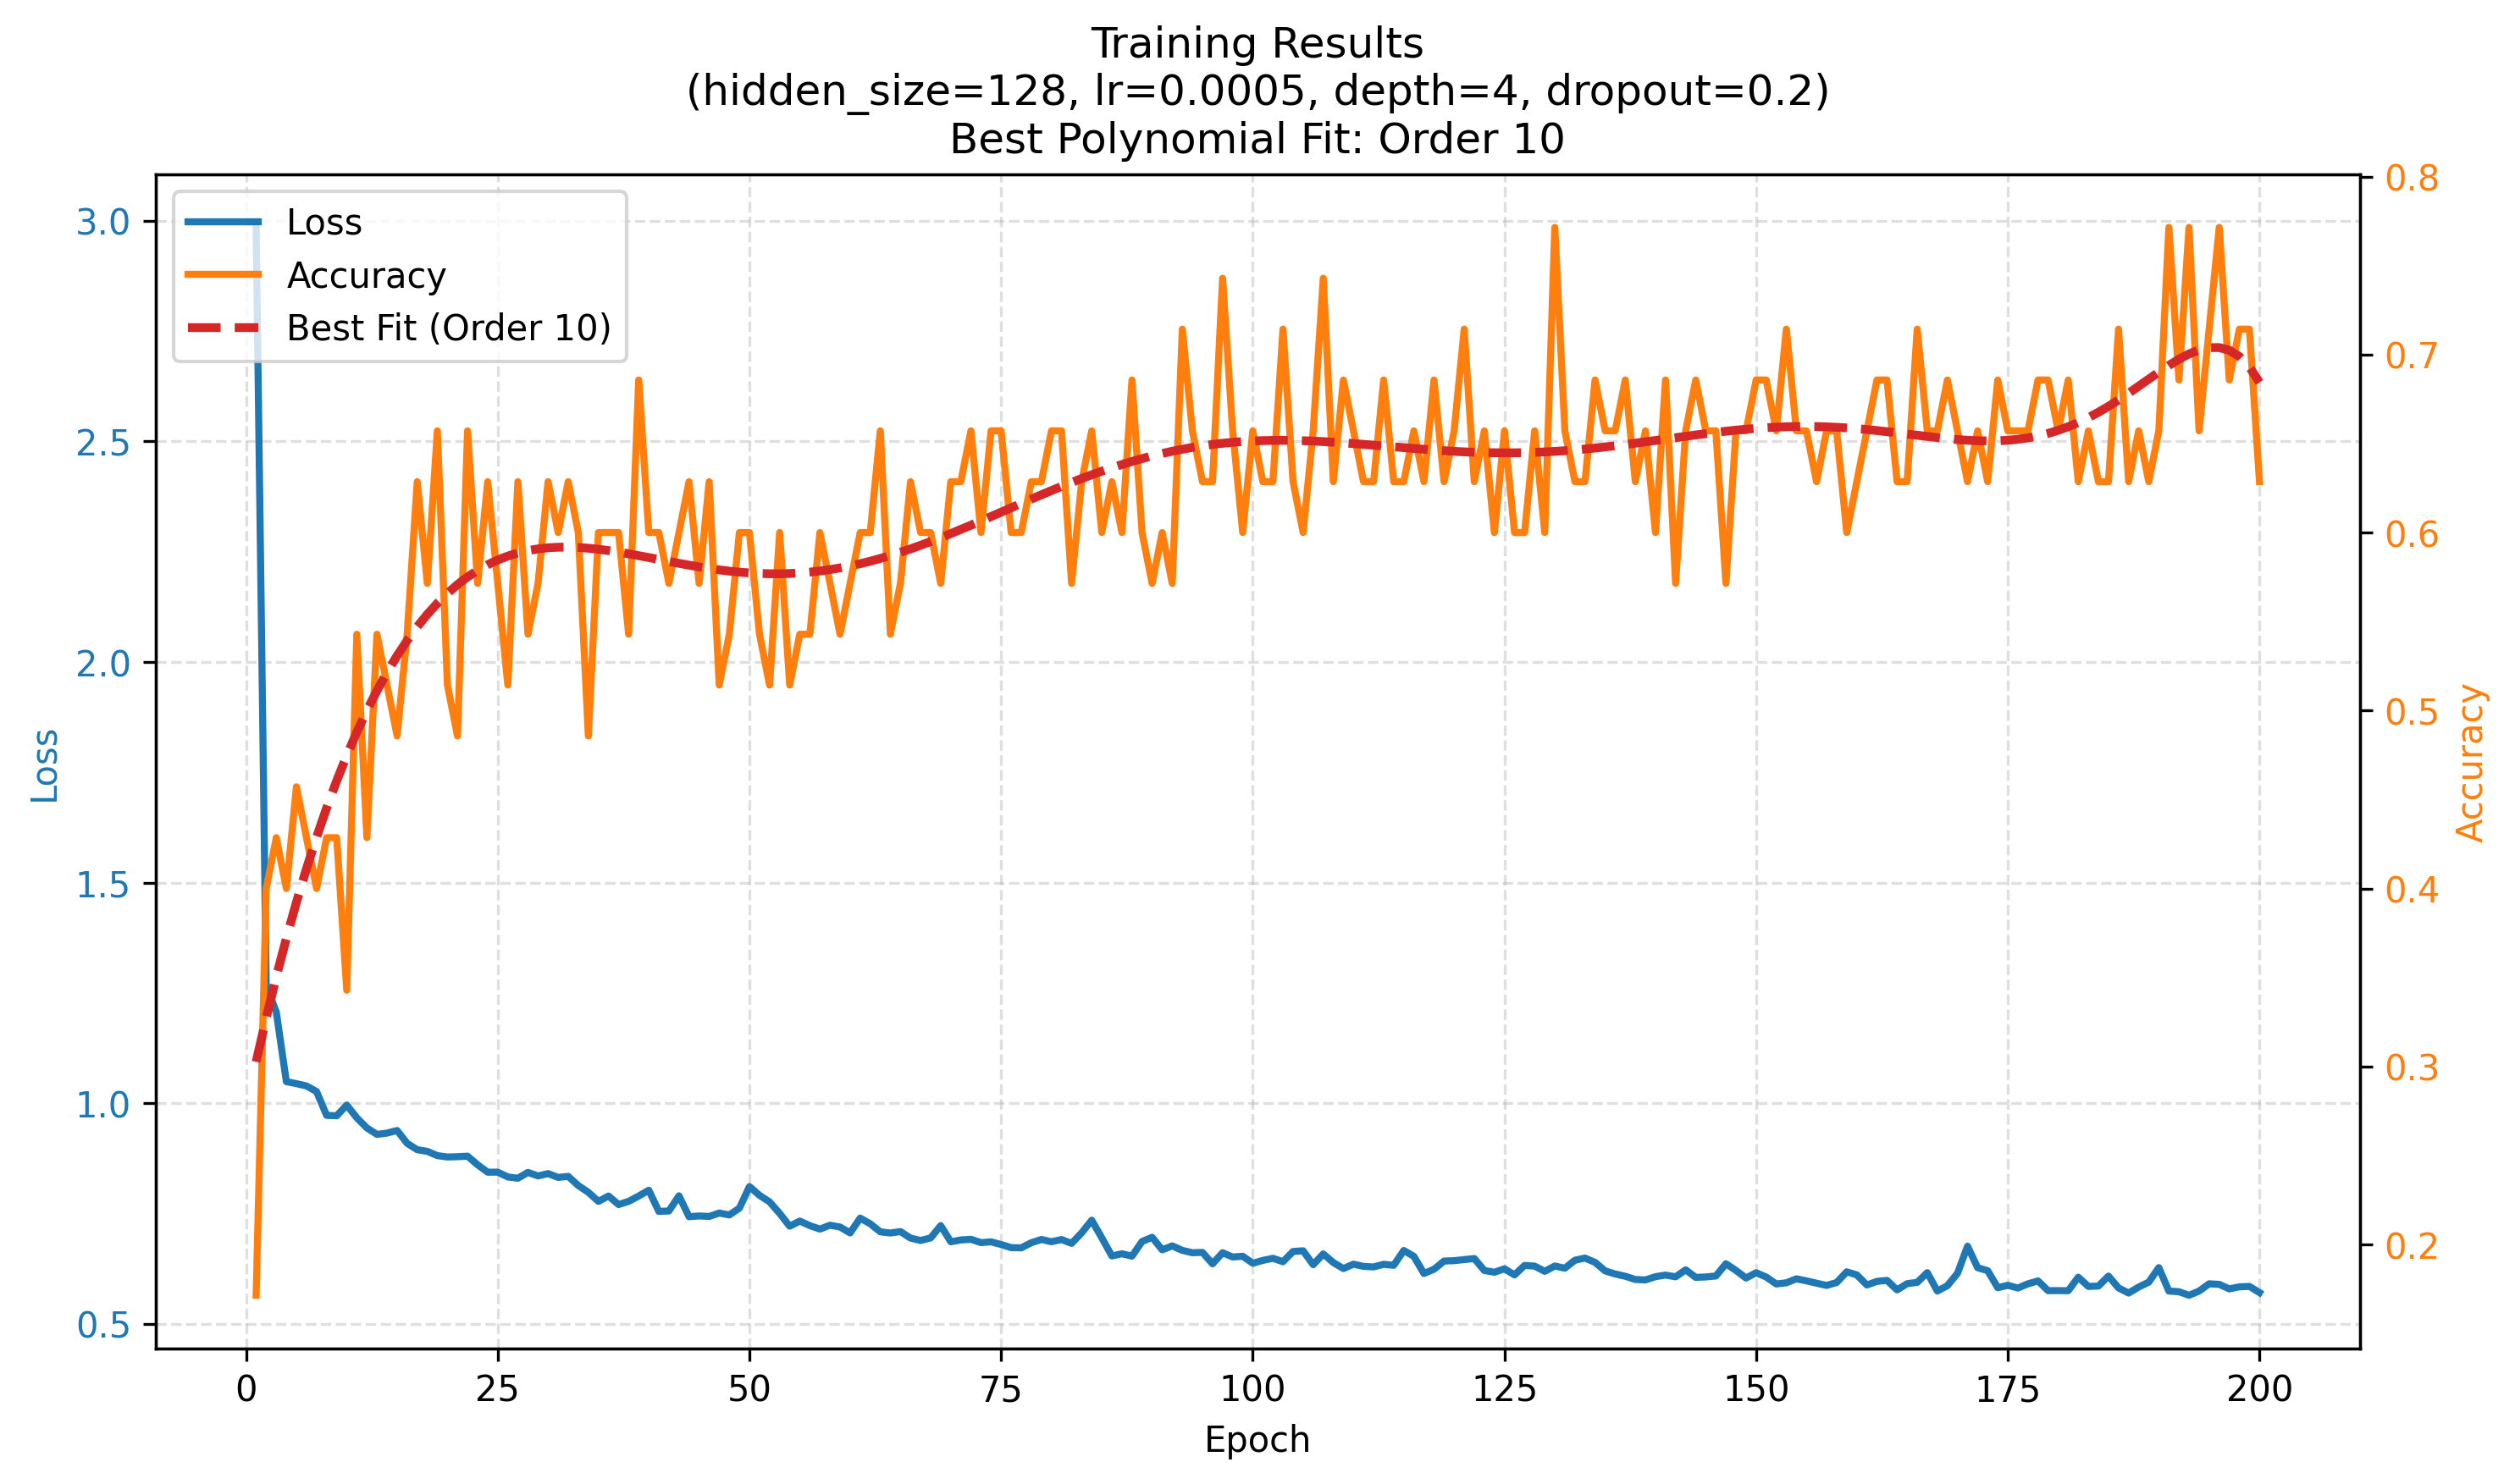 Training Results
(hidden_size=128, lr=0.0005, depth=4, dropout=0.2)
Best Polynomial Fit: Order 10
Loss
Accuracy
Best Fit (Order 10)
3.0
2.5
2.0
1.5
1.0
0.5
Loss
0.8
0.7
0.6
0.5
0.4
0.3
0.2
Accuracy
0 25 50 75 100 125 150 175 200
Epoch